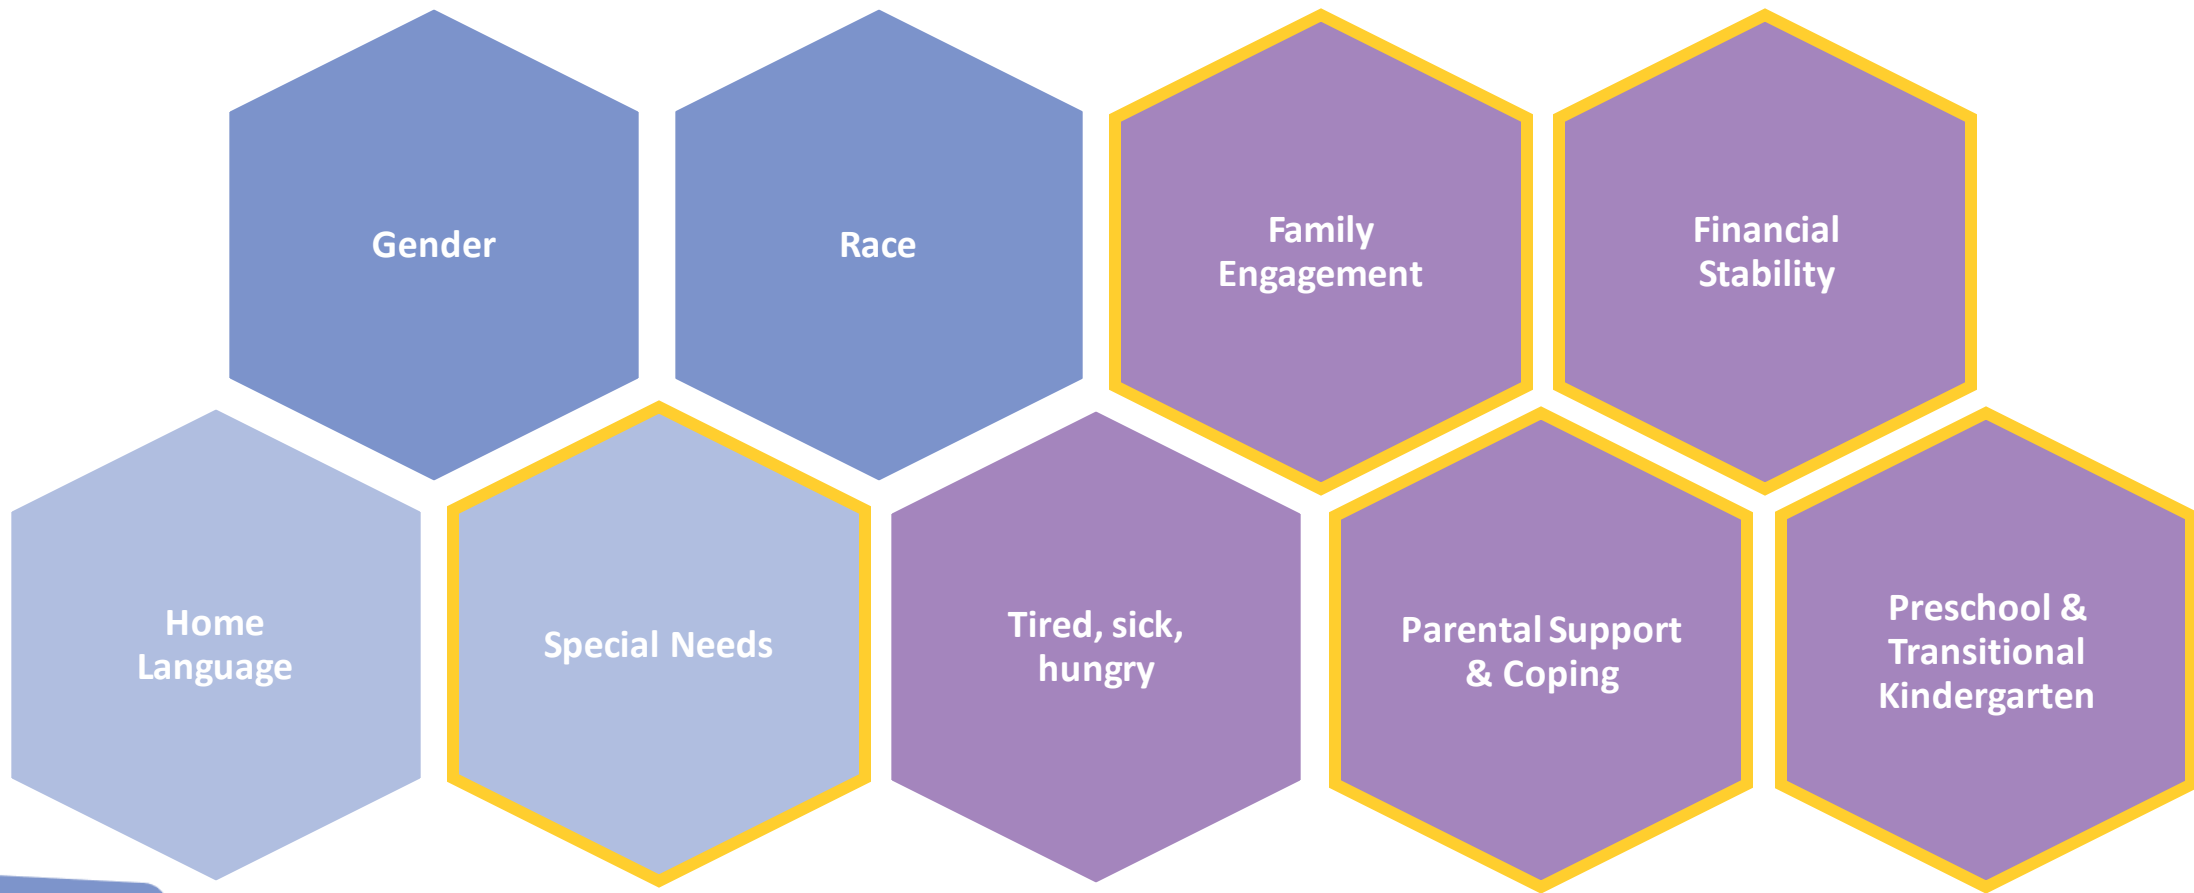 Gender
Race
Family
Engagement
Financial
Stability
Home
Language
Special Needs
Tired, sick,
hungry
Parental Support
& Coping
Preschool &
Transitional
Kindergarten